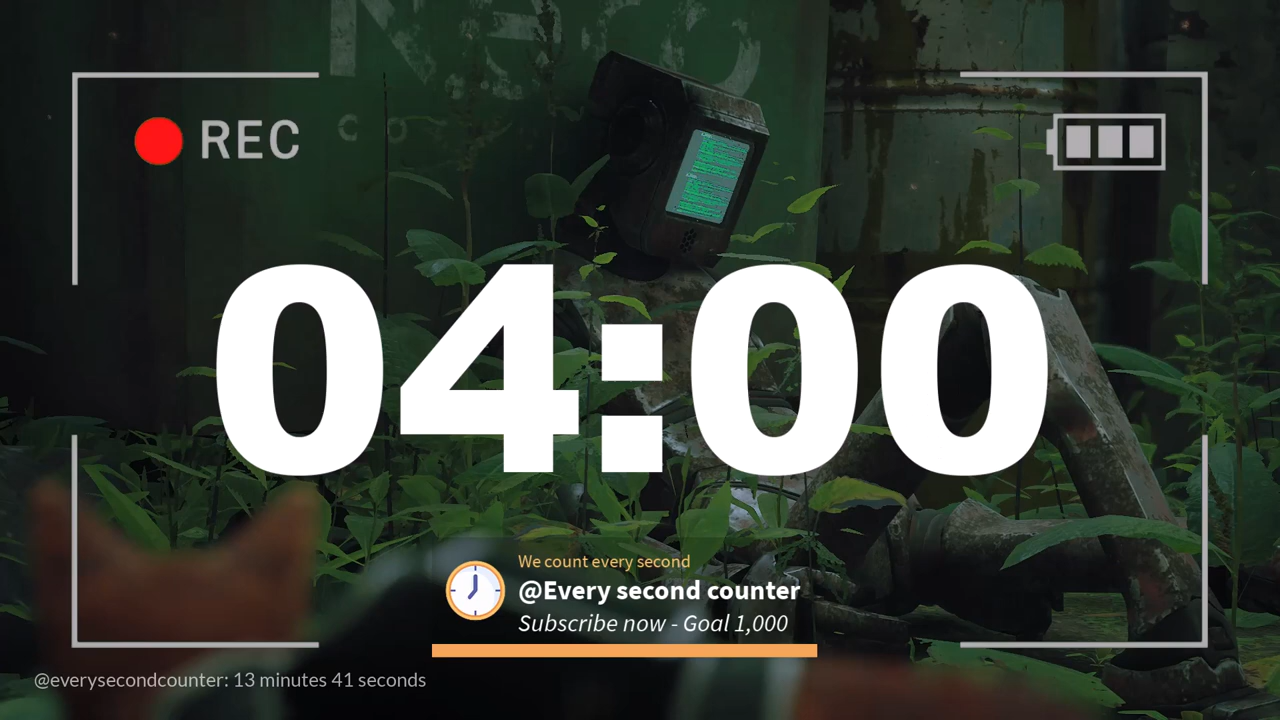 REC
04:00
We count every second
@Every second counter
Subscribe now - Goal 1,000
@everysecondcounter: 13 minutes 41 seconds